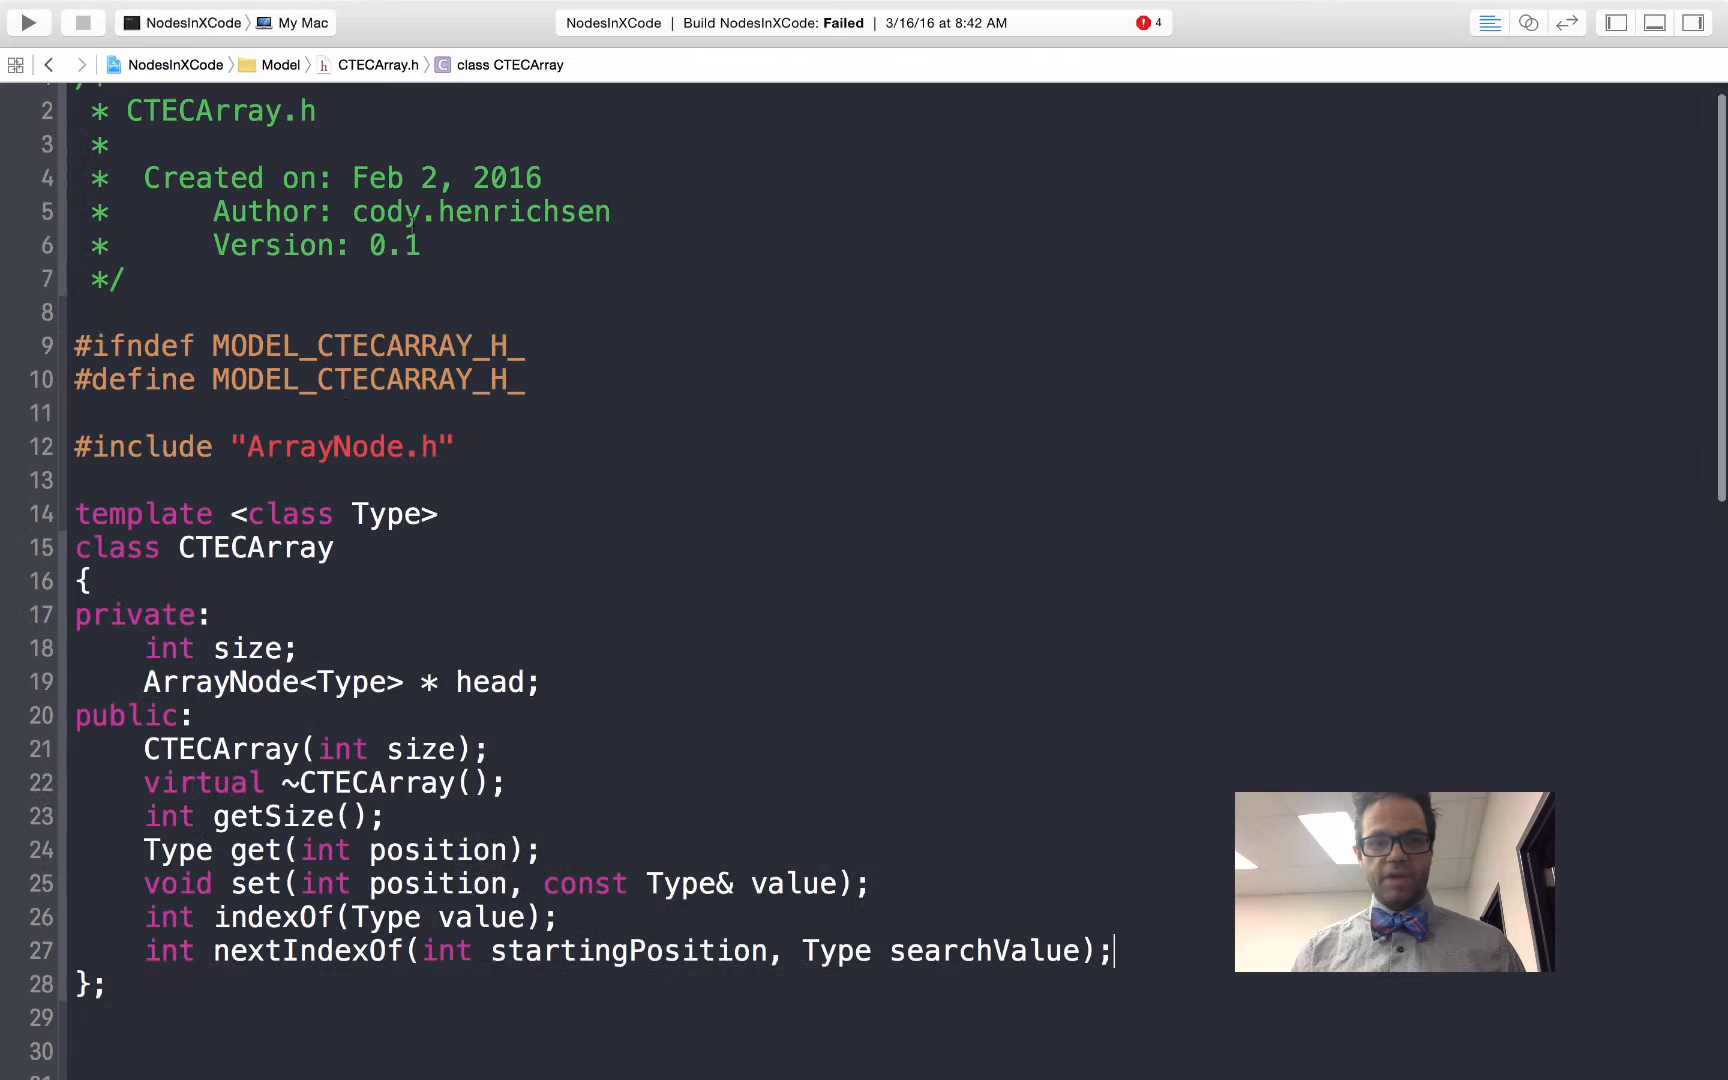 NodesInXCode My Mac
NodesInXCode | Build NodesInXCode: Failed | 3/16/16 at 8:42 AM
4
NodesInXCode Model h CTECArray.h C class CTECArray
2 * CTECArray.h
3 *
4 * Created on: Feb 2, 2016
5 * Author: cody.henrichsen
6 * Version: 0.1
7 */
8
9 #ifndef MODEL_CTECARRAY_H_
10 #define MODEL_CTECARRAY_H_
11
12 #include "ArrayNode.h"
13
14 template <class Type>
15 class CTECArray
16 {
17 private:
18 int size;
19 ArrayNode<Type> * head;
20 public:
21 CTECArray(int size);
22 virtual ~CTECArray();
23 int getSize();
24 Type get(int position);
25 void set(int position, const Type& value);
26 int indexOf(Type value);
27 int nextIndexOf(int startingPosition, Type searchValue);
28 };
29
30